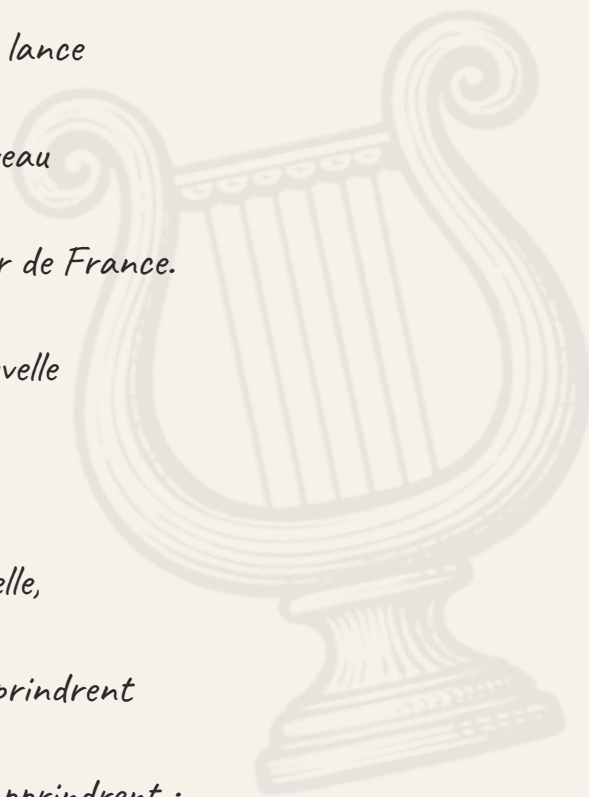 lance
eau
r de France.
velle
elle,
prindrent
pprindrent :